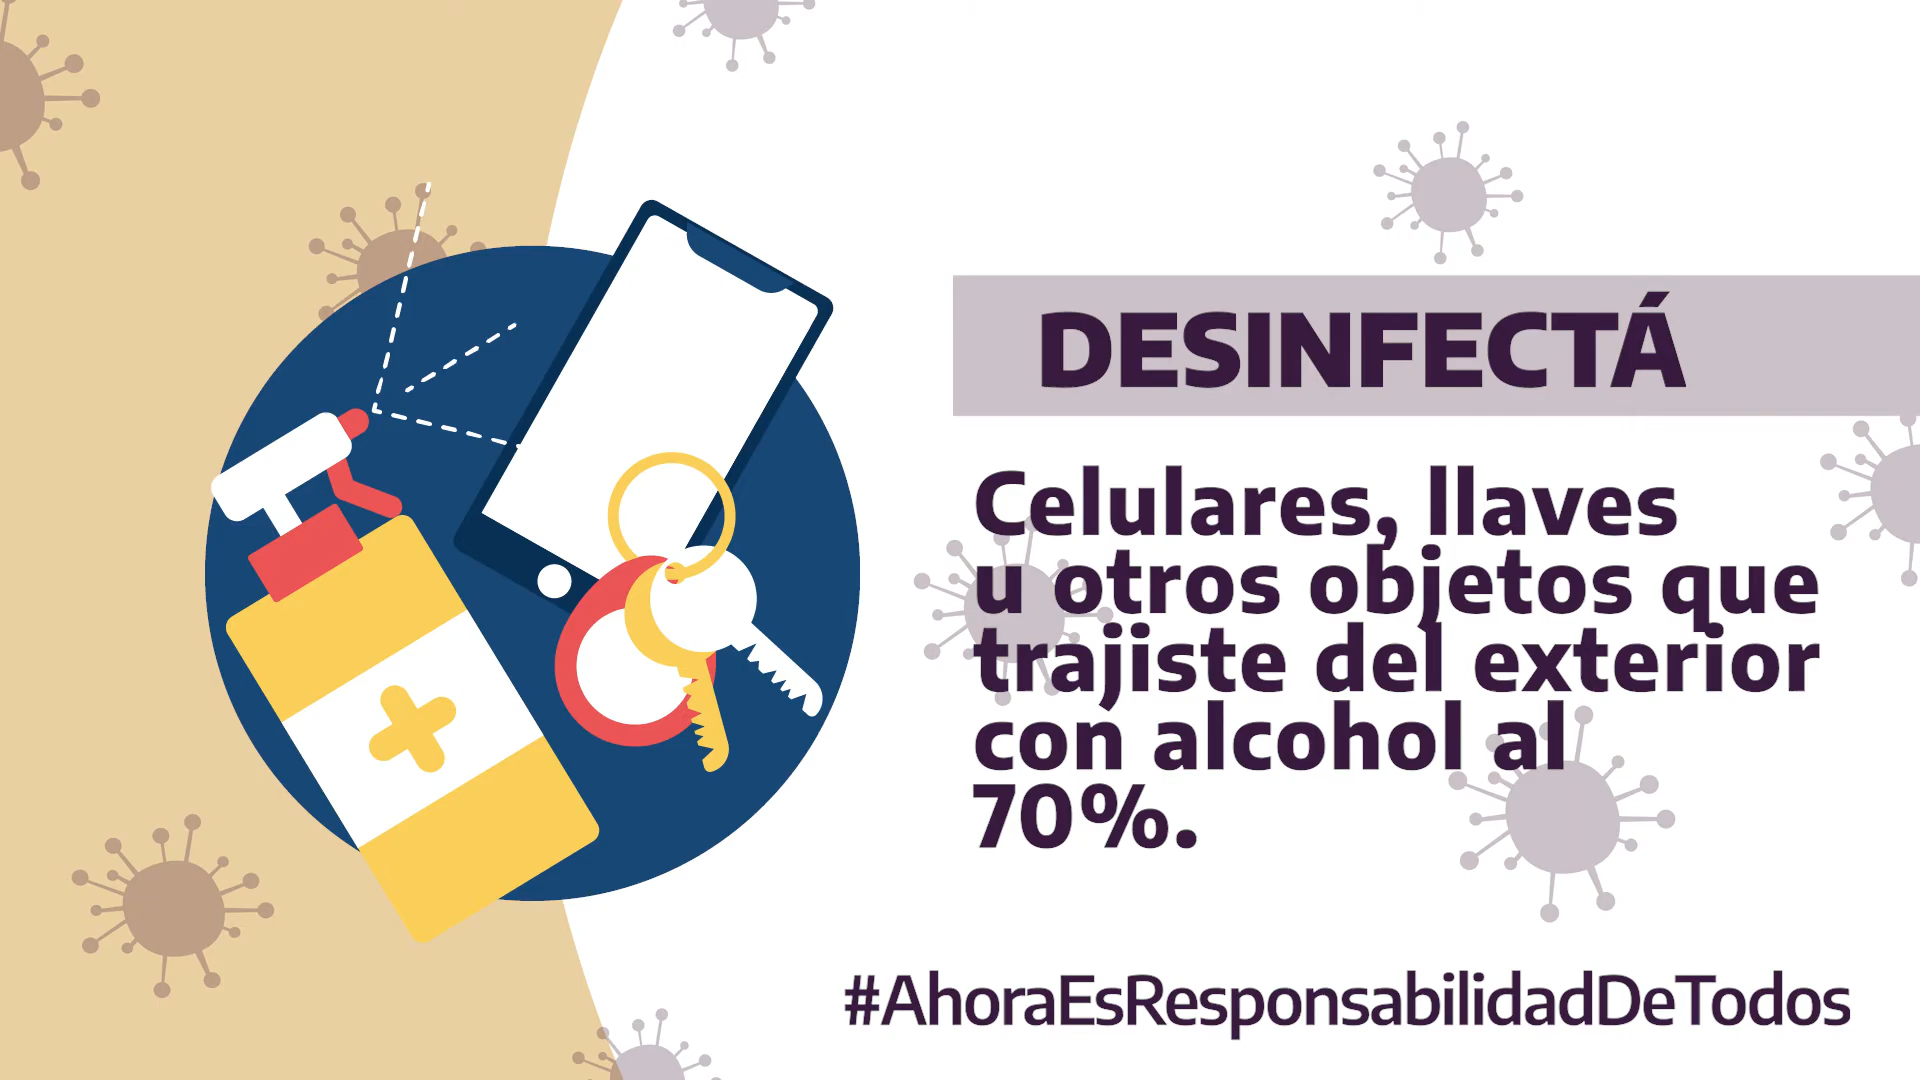 DESINFECTÁ
Celulares, llaves
u otros objetos que
trajiste del exterior
con alcohol al
70%.
#AhoraEsResponsabilidadDeTodos